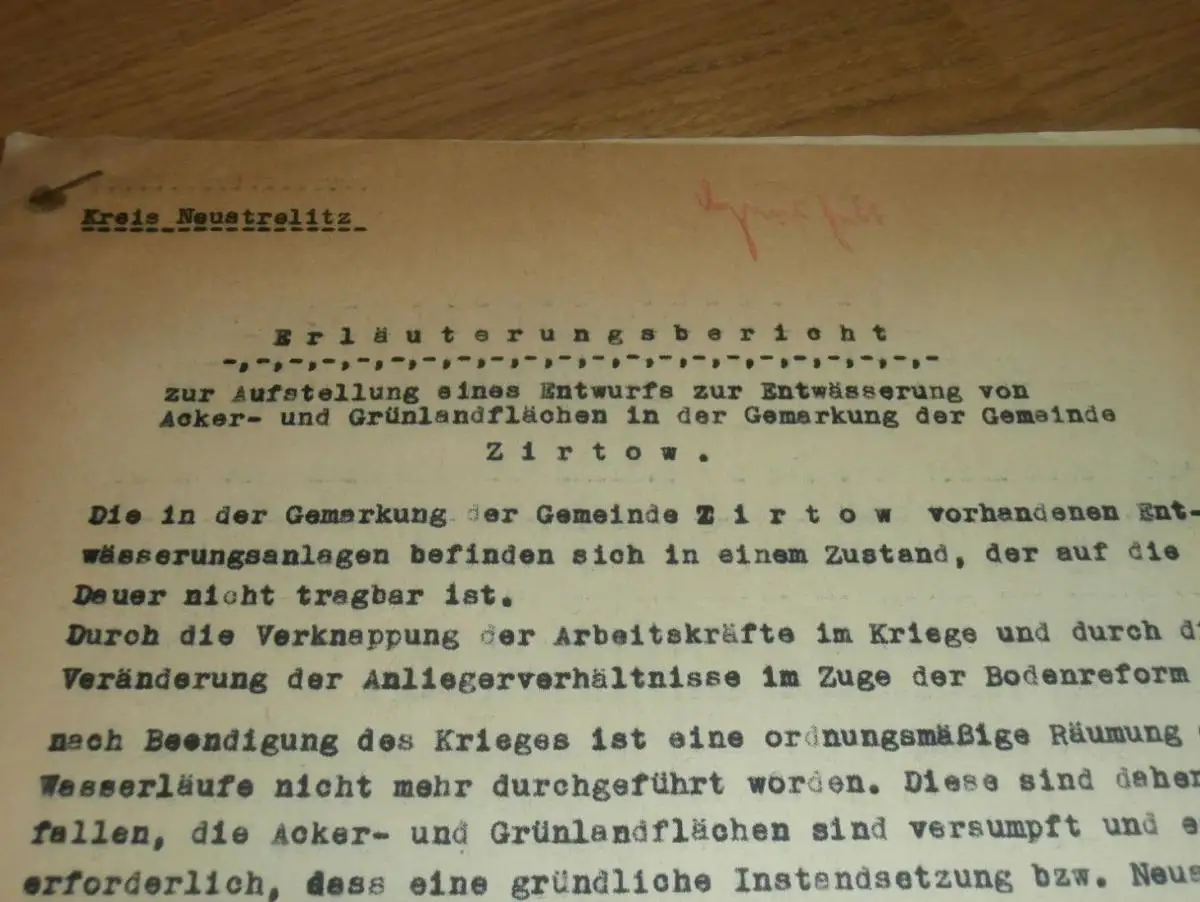 Kreis Neustrelitz
Erläuterungsbericht
zur Aufstellung eines Entwurfs zur Entwässerung von
Acker- und Grünlandflächen in der Gemarkung der Gemeinde
Zirtow.
Die in der Gemarkung der Gemeinde Zirtow vorhandenen Ent-
wässerungsanlagen befinden sich in einem Zustand, der auf die
Dauer nicht tragbar ist.
Durch die Verknappung der Arbeitskräfte im Kriege und durch
Veränderung der Anliegerverhältnisse im Zuge der Bodenreform
nach Beendigung des Krieges ist eine ordnungsmäßige Räumung
Wasserläufe nicht mehr durchgeführt worden. Diese sind daher
fallen, die Acker- und Grünlandflächen sind versumpft und
erforderlich, dass eine gründliche Instandsetzung bzw.